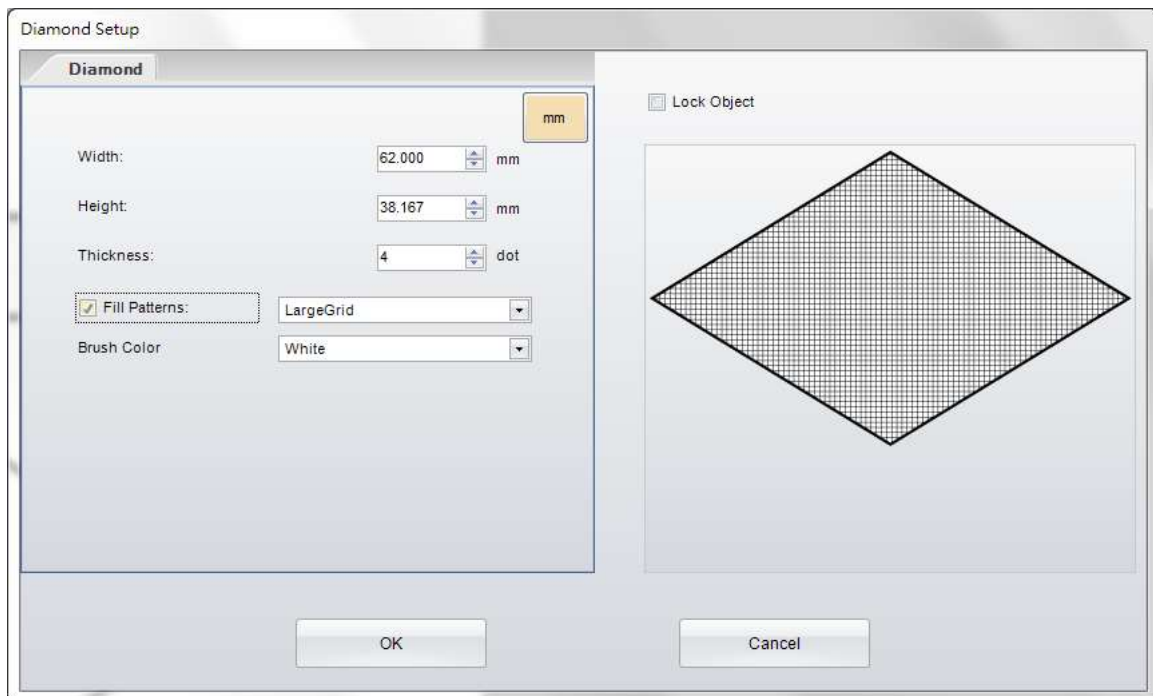 Diamond Setup
Diamond
mm
Lock Object
Width: 62.000 mm
Height: 38.167 mm
Thickness: 4 dot
Fill Patterns: LargeGrid
Brush Color White
OK Cancel